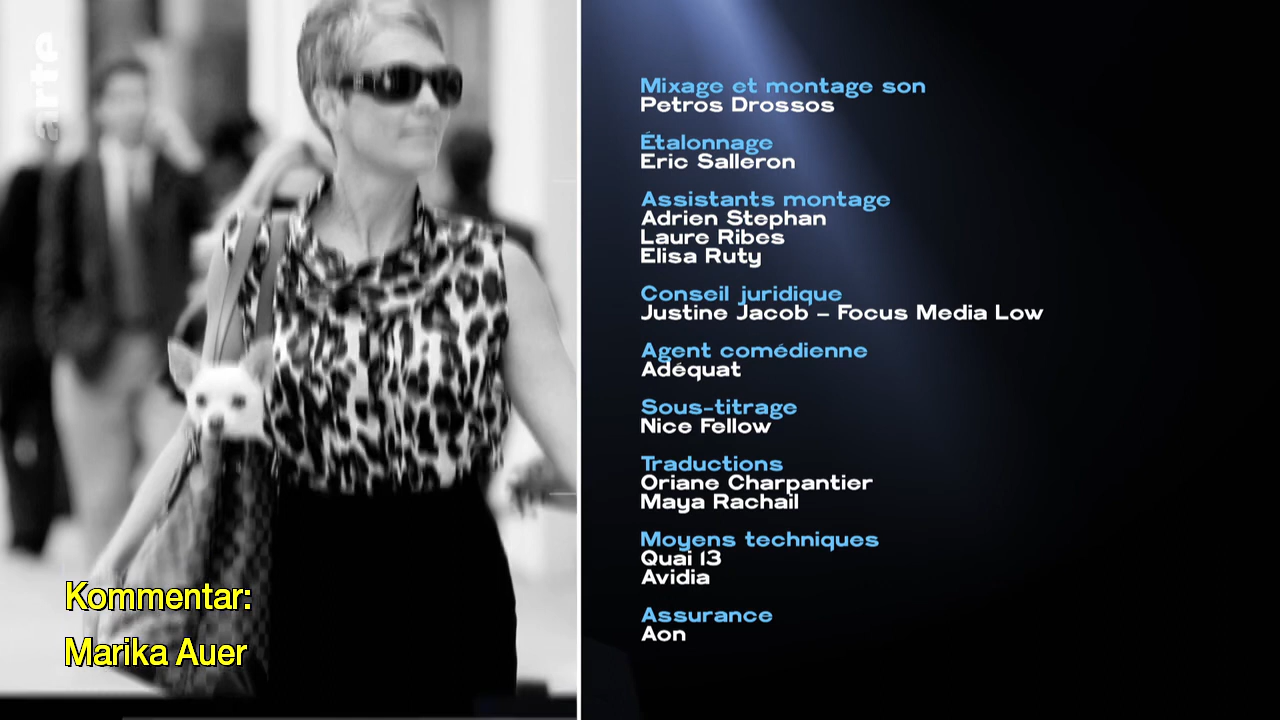 arte
Kommentar:
Marika Auer
Mixage et montage son
Petros Drossos
Étalonnage
Eric Salleron
Assistants montage
Adrien Stephan
Laure Ribes
Elisa Ruty
Conseil juridique
Justine Jacob – Focus Media Low
Agent comédienne
Adéquat
Sous-titrage
Nice Fellow
Traductions
Oriane Charpantier
Maya Rachail
Moyens techniques
Quai 13
Avidia
Assurance
Aon